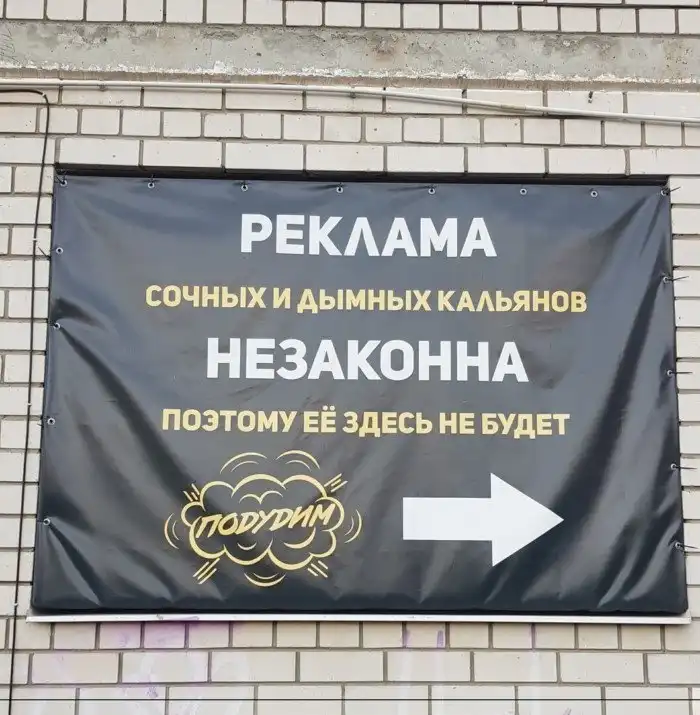 РЕКЛАМА
СОЧНЫХ И ДЫМНЫХ КАЛЬЯНОВ
НЕЗАКОННА
ПОЭТОМУ ЕЁ ЗДЕСЬ НЕ БУДЕТ
ПОДУДИМ